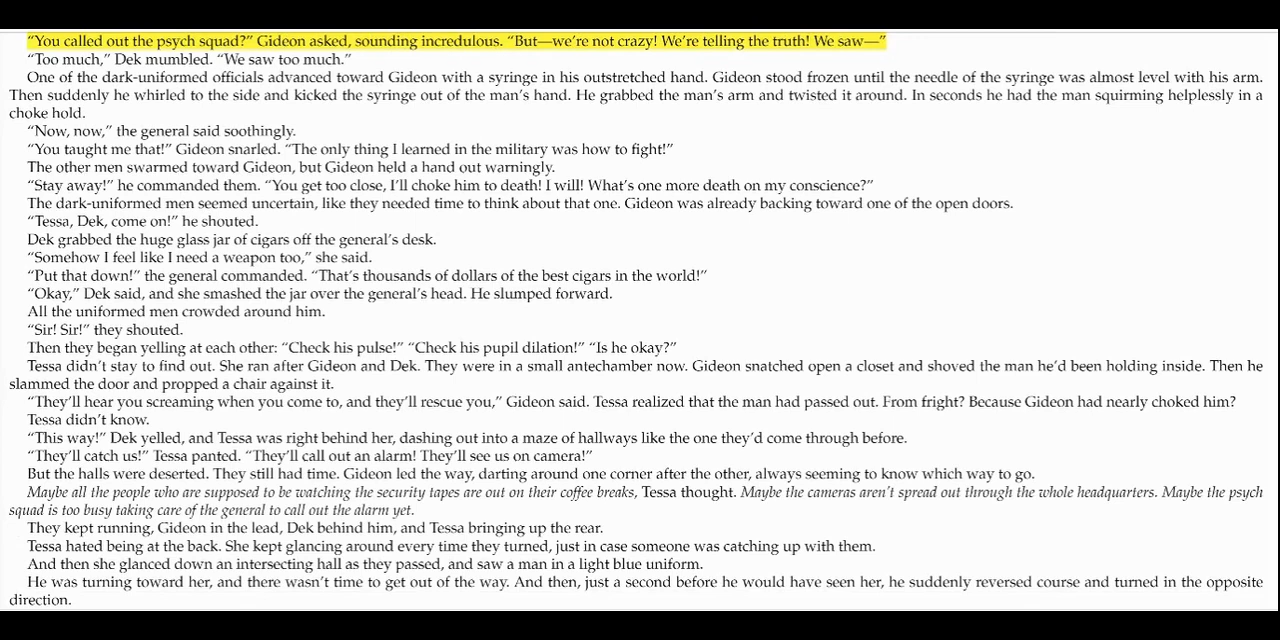 “You called out the psych squad?” Gideon asked, sounding incredulous. “But—we’re not crazy! We’re telling the truth! We saw—”
“Too much,” Dek mumbled. “We saw too much.”
One of the dark-uniformed officials advanced toward Gideon with a syringe in his outstretched hand. Gideon stood frozen until the needle of the syringe was almost level with his arm.
Then suddenly he whirled to the side and kicked the syringe out of the man’s hand. He grabbed the man’s arm and twisted it around. In seconds he had the man squirming helplessly in a
choke hold.
“Now, now,” the general said soothingly.
“You taught me that!” Gideon snarled. “The only thing I learned in the military was how to fight!”
The other men swarmed toward Gideon, but Gideon held a hand out warningly.
“Stay away!” he commanded them. “You get too close, I’ll choke him to death! I will! What’s one more death on my conscience?”
The dark-uniformed men seemed uncertain, like they needed time to think about that one. Gideon was already backing toward one of the open doors.
“Tessa, Dek, come on!” he shouted.
Dek grabbed the huge glass jar of cigars off the general’s desk.
“Somehow I feel like I need a weapon too,” she said.
“Put that down!” the general commanded. “That’s thousands of dollars of the best cigars in the world!”
“Okay,” Dek said, and she smashed the jar over the general’s head. He slumped forward.
All the uniformed men crowded around him.
“Sir! Sir!” they shouted.
Then they began yelling at each other: “Check his pulse!” “Check his pupil dilation!” “Is he okay?”
Tessa didn’t stay to find out. She ran after Gideon and Dek. They were in a small antechamber now. Gideon snatched open a closet and shoved the man he’d been holding inside. Then he
slammed the door and propped a chair against it.
“They’ll hear you screaming when you come to, and they’ll rescue you,” Gideon said. Tessa realized that the man had passed out. From fright? Because Gideon had nearly choked him?
Tessa didn’t know.
“This way!” Dek yelled, and Tessa was right behind her, dashing out into a maze of hallways like the one they’d come through before.
“They’ll catch us!” Tessa panted. “They’ll call out an alarm! They’ll see us on camera!”
But the halls were deserted. They still had time. Gideon led the way, darting around one corner after the other, always seeming to know which way to go.
Maybe all the people who are supposed to be watching the security tapes are out on their coffee breaks, Tessa thought. Maybe the cameras aren’t spread out through the whole headquarters. Maybe the psych
squad is too busy taking care of the general to call out the alarm yet.
They kept running, Gideon in the lead, Dek behind him, and Tessa bringing up the rear.
Tessa hated being at the back. She kept glancing around every time they turned, just in case someone was catching up with them.
And then she glanced down an intersecting hall as they passed, and saw a man in a light blue uniform.
He was turning toward her, and there wasn’t time to get out of the way. And then, just a second before he would have seen her, he suddenly reversed course and turned in the opposite
direction.